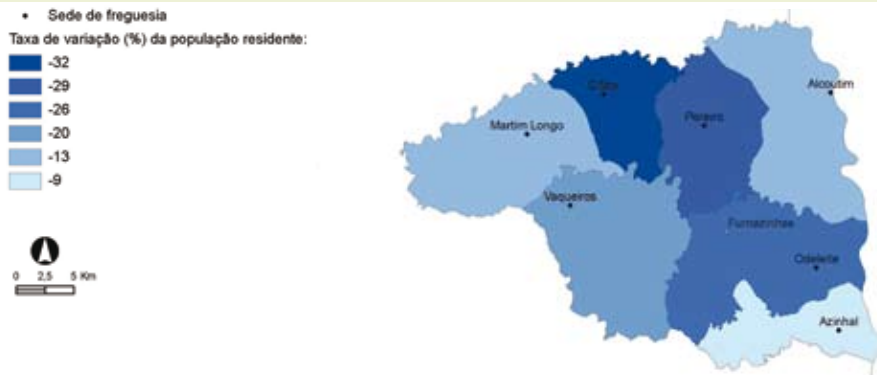 Sede de freguesia
Taxa de variação (%) da população residente:
-32
-29
-26
-20
-13
-9
0 2,5 5 Km
Giões
Alcoutim
Pereiro
Martim Longo
Vaqueiros
Furnazinhas
Odeleite
Azinhal